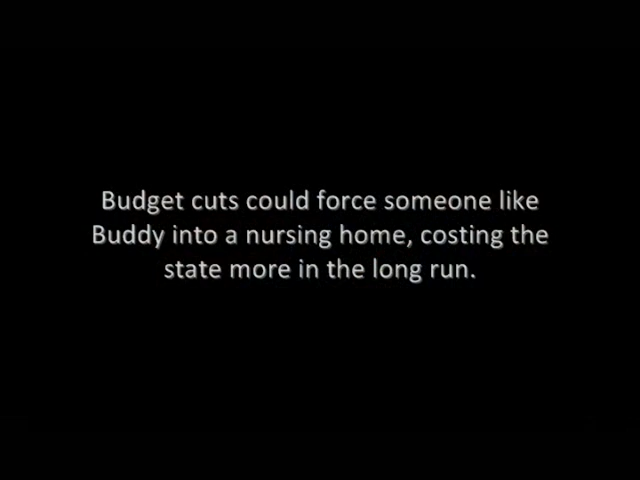 Budget cuts could force someone like
Buddy into a nursing home, costing the
state more in the long run.